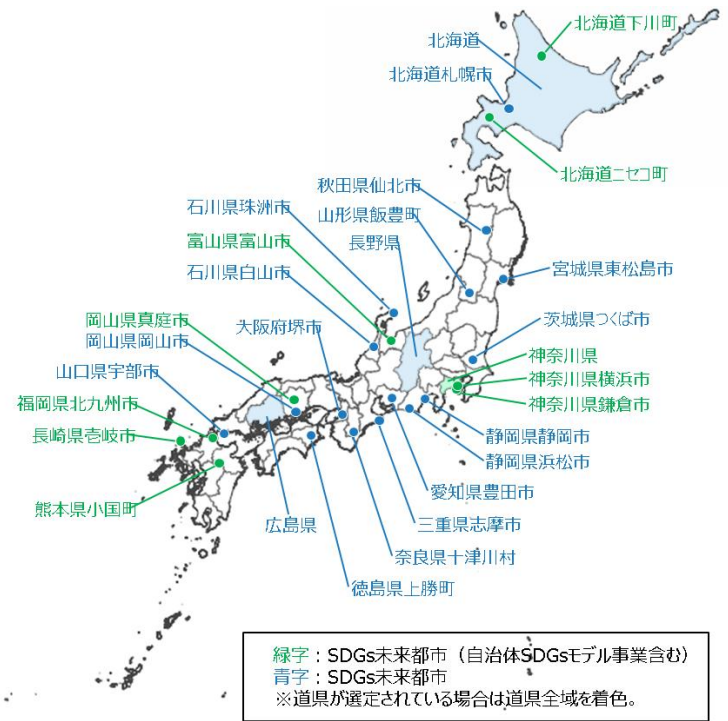 北海道下川町
北海道
北海道札幌市
北海道ニセコ町
秋田県仙北市
石川県珠洲市
山形県飯豊町
富山県富山市
長野県
石川県白山市
宮城県東松島市
岡山県真庭市
大阪府堺市
茨城県つくば市
岡山県岡山市
神奈川県
山口県宇部市
神奈川県横浜市
福岡県北九州市
神奈川県鎌倉市
長崎県壱岐市
静岡県静岡市
静岡県浜松市
愛知県豊田市
熊本県小国町
広島県
三重県志摩市
奈良県十津川村
徳島県上勝町
緑字：SDGs未来都市（自治体SDGsモデル事業含む）
青字：SDGs未来都市
※道県が選定されている場合は道県全域を着色。